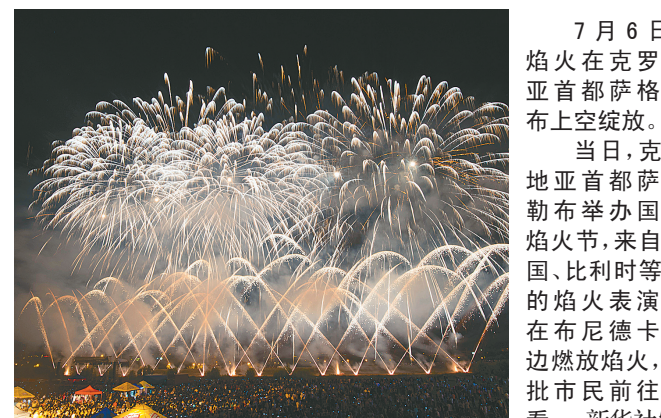 7月6日
焰火在克罗
亚首都萨格
布上空绽放。
当日,克
地亚首都萨
勒布举办国
焰火节,来自
国、比利时等
的焰火表演
在布尼德卡
边燃放焰火,
批市民前往
看 新华社